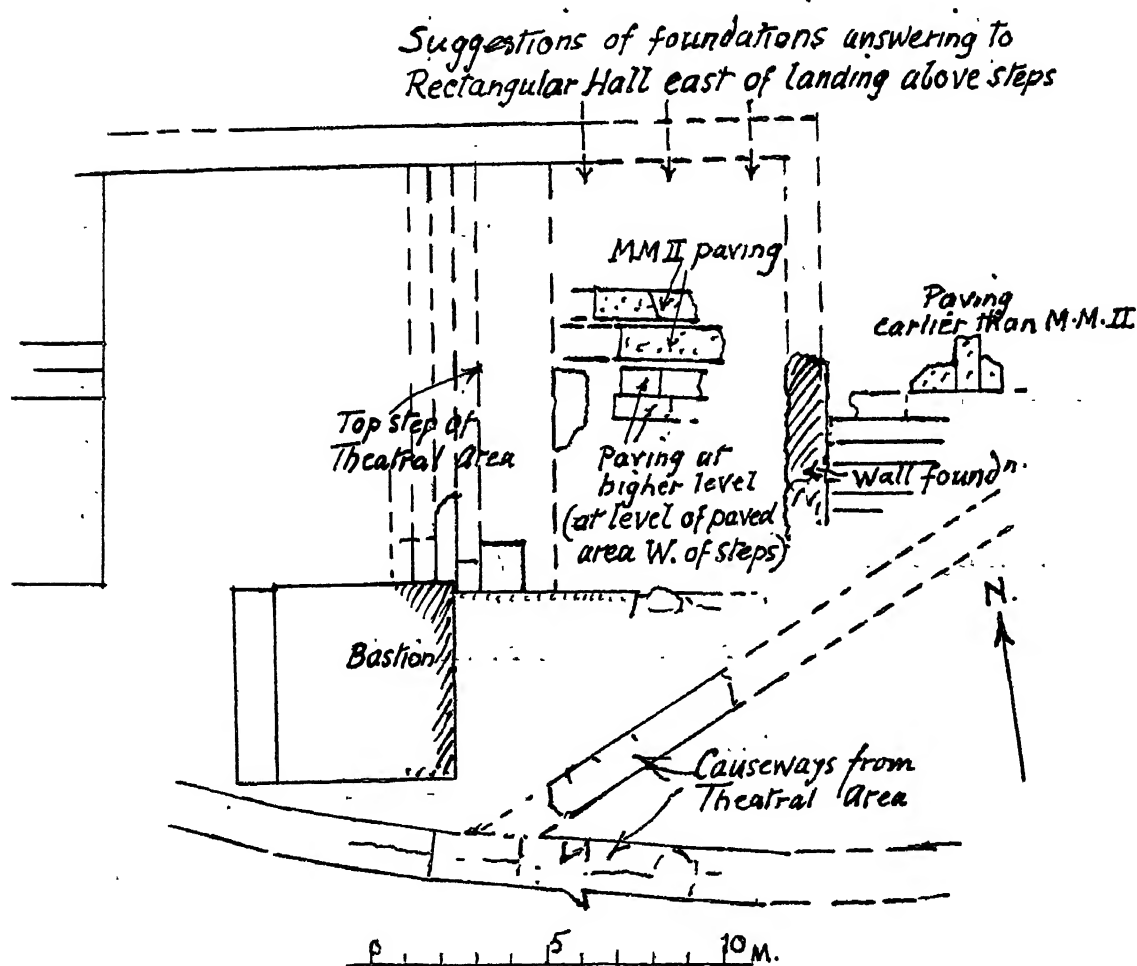 Suggestions of foundations answering to
Rectangular Hall east of landing above steps
MM II paving
Paving
earlier than M.M.II
Top step of
Theatral Area
Paving at
higher level
(at level of paved
area W. of steps)
Wall foundn.
N.
Bastion
Causeways from
Theatral Area
0 5 10 M.